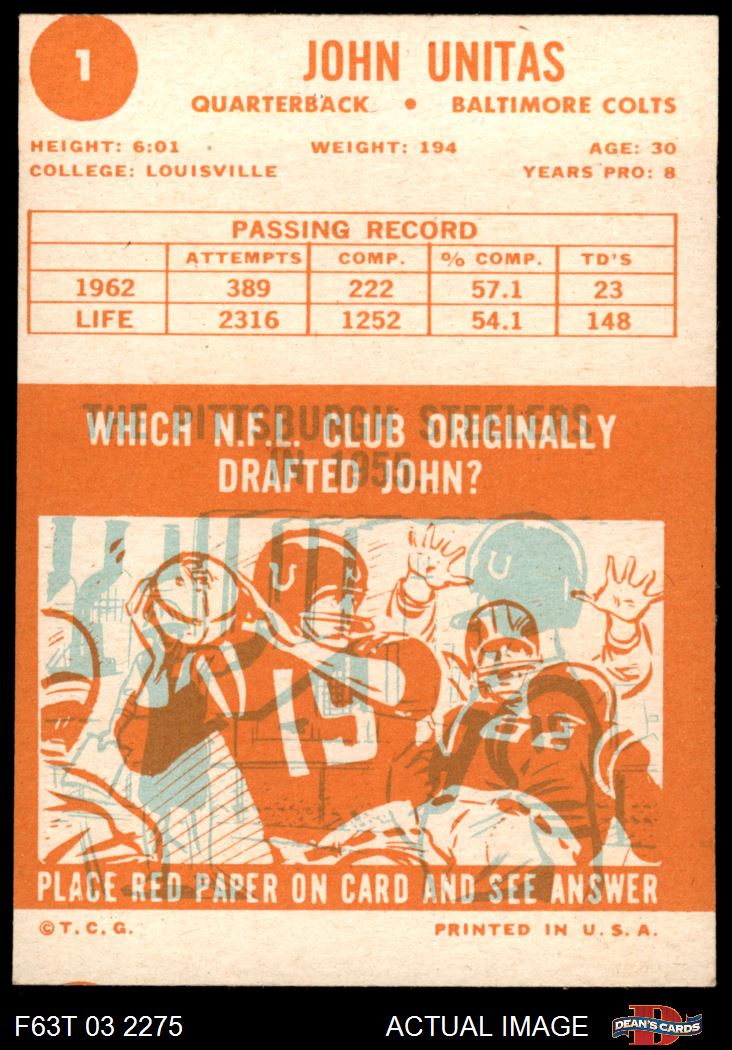 1
JOHN UNITAS
QUARTERBACK • BALTIMORE COLTS
HEIGHT: 6:01 WEIGHT: 194 AGE: 30
COLLEGE: LOUISVILLE YEARS PRO: 8
PASSING RECORD
ATTEMPTS COMP. % COMP. TD'S
1962 389 222 57.1 23
LIFE 2316 1252 54.1 148
THE PITTSBURGH STEELERS
IN 1955.
WHICH N.F.L. CLUB ORIGINALLY
DRAFTED JOHN?
U
U
19
PLACE RED PAPER ON CARD AND SEE ANSWER
©T.C.G. PRINTED IN U.S.A.
F63T 03 2275 ACTUAL IMAGE
D
DEAN'S CARDS